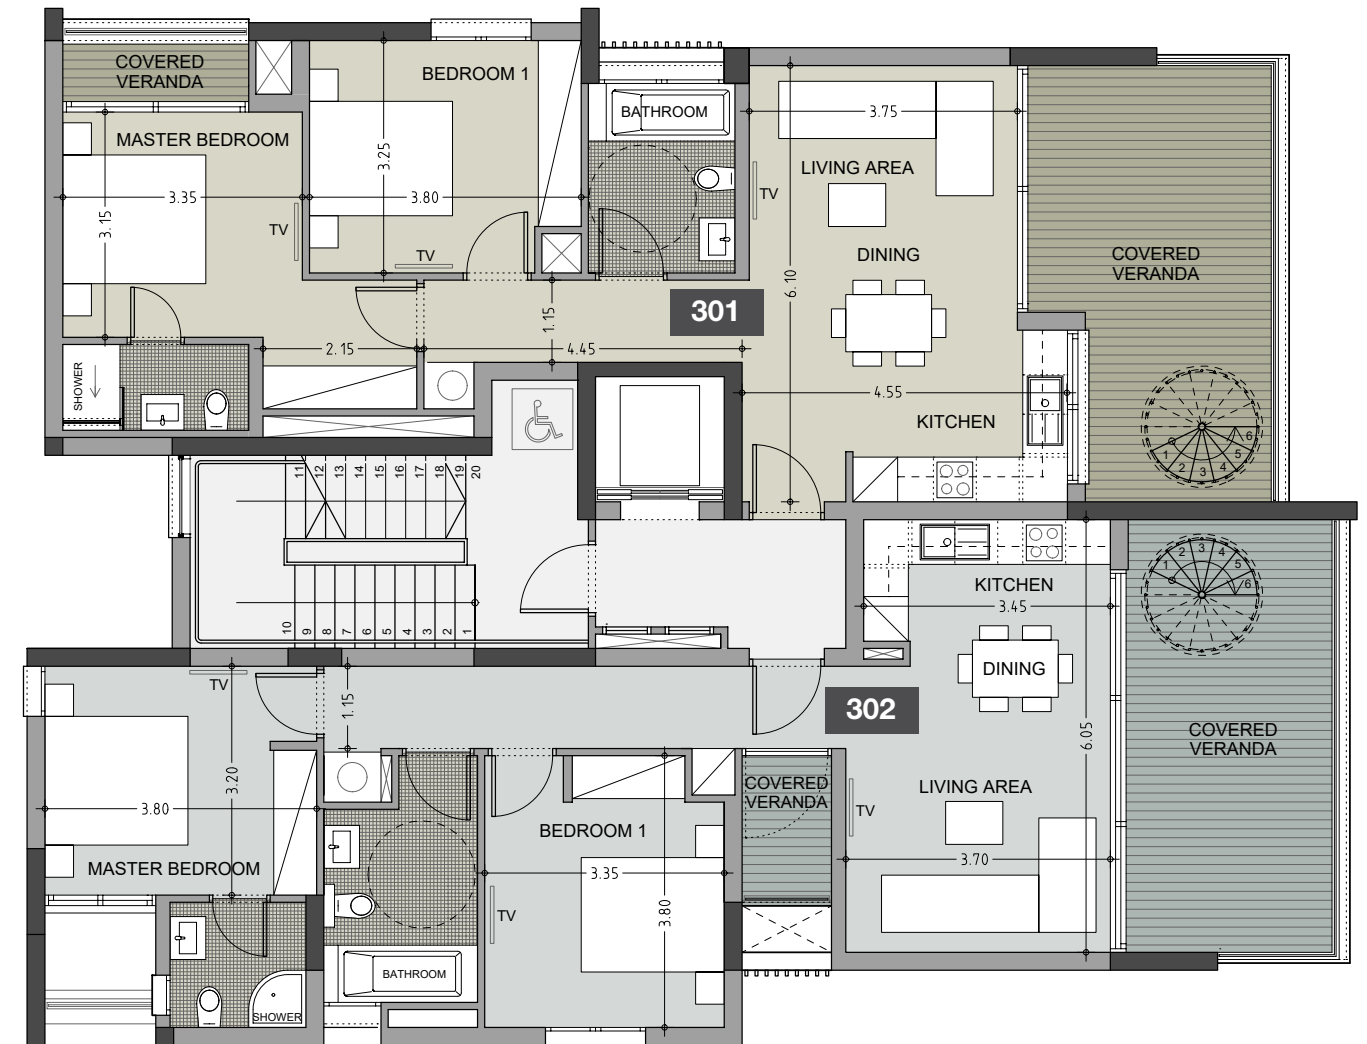 COVERED
VERANDA
BEDROOM 1
BATHROOM
3.75
MASTER BEDROOM
3.25
LIVING AREA
3.35
3.80
TV
3.15
TV
TV
DINING
COVERED
VERANDA
6.10
301
1.15
2.15
4.45
SHOWER
4.55
KITCHEN
1
2
3
4
5
6
11
12
13
14
15
16
17
18
19
20
10
9
8
7
6
5
4
3
2
1
1
2
3
4
5
6
KITCHEN
3.45
DINING
TV
1.15
302
6.05
COVERED
VERANDA
3.20
COVERED
VERANDA
LIVING AREA
3.80
TV
BEDROOM 1
MASTER BEDROOM
3.35
3.70
TV
3.80
BATHROOM
SHOWER